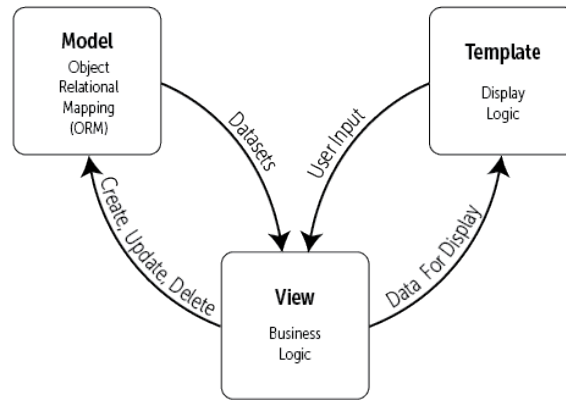 Model
Object
Relational
Mapping
(ORM)
Template
Display
Logic
Datasets
User Input
Create, Update, Delete
Data For Display
View
Business
Logic